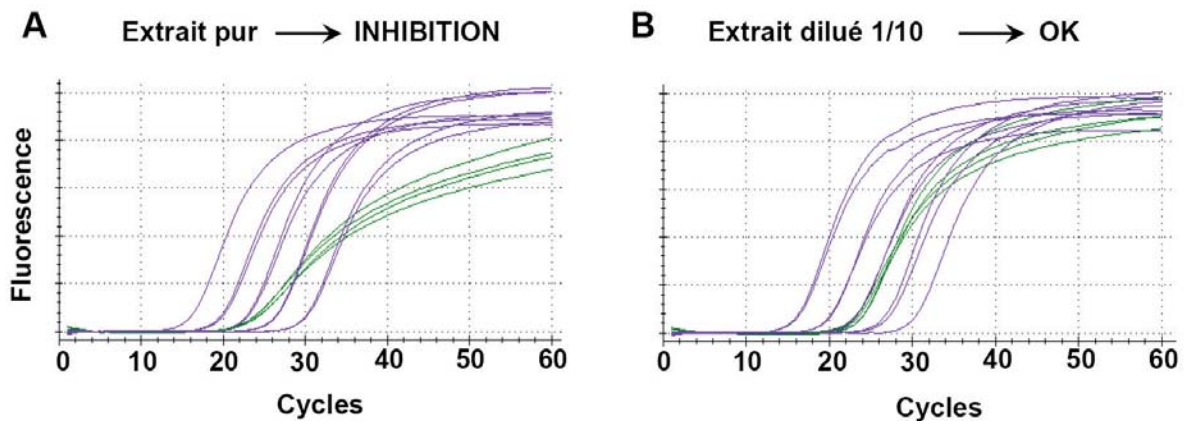 A Extrait pur → INHIBITION
Fluorescence
0 10 20 30 40 50 60
Cycles
B Extrait dilué 1/10 → OK
0 10 20 30 40 50 60
Cycles